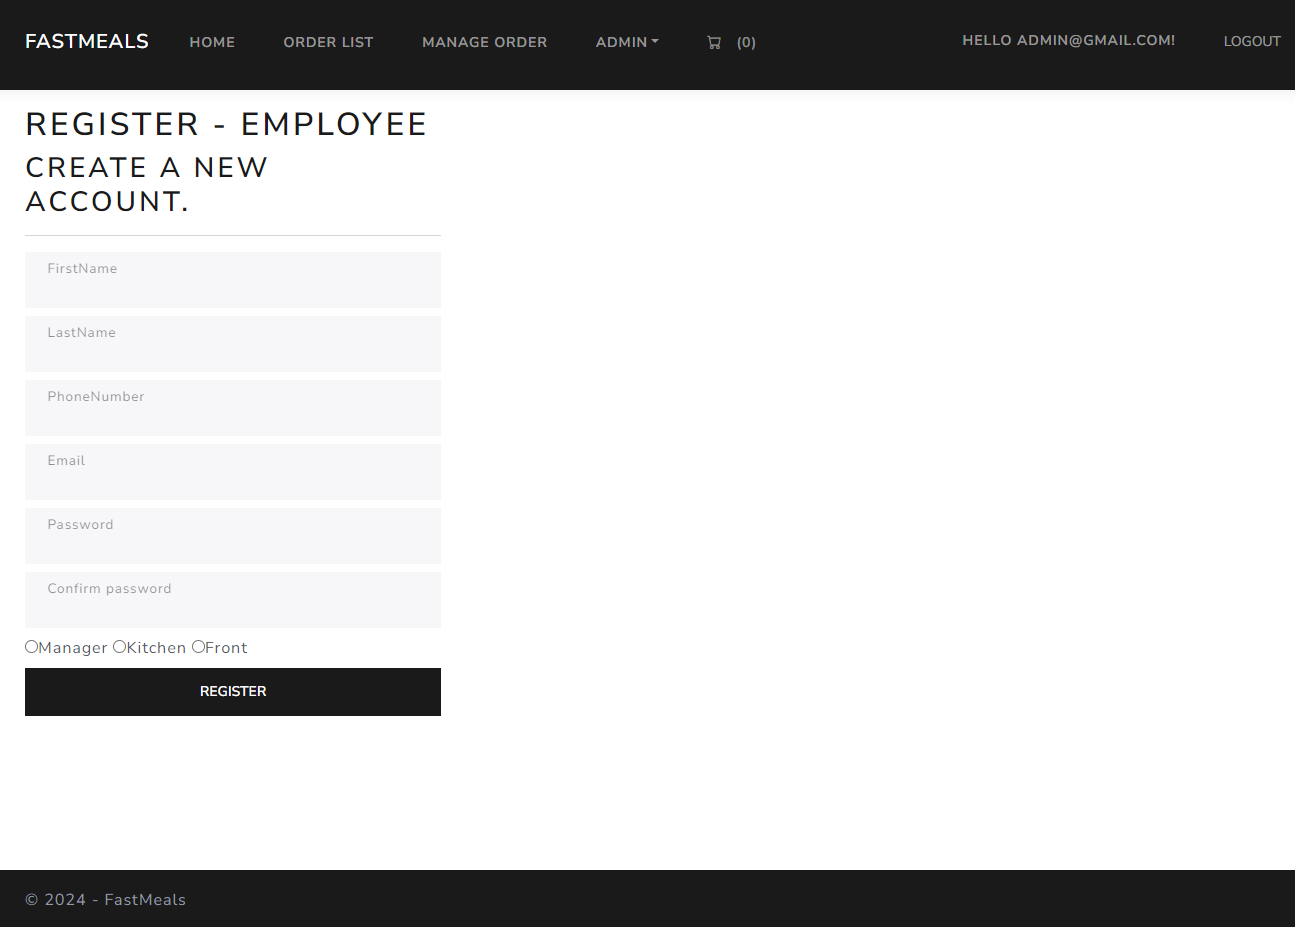 FASTMEALS HOME ORDER LIST MANAGE ORDER ADMIN (0) HELLO ADMIN@GMAIL.COM! LOGOUT
REGISTER - EMPLOYEE
CREATE A NEW
ACCOUNT.
FirstName
LastName
PhoneNumber
Email
Password
Confirm password
Manager Kitchen Front
REGISTER
© 2024 - FastMeals